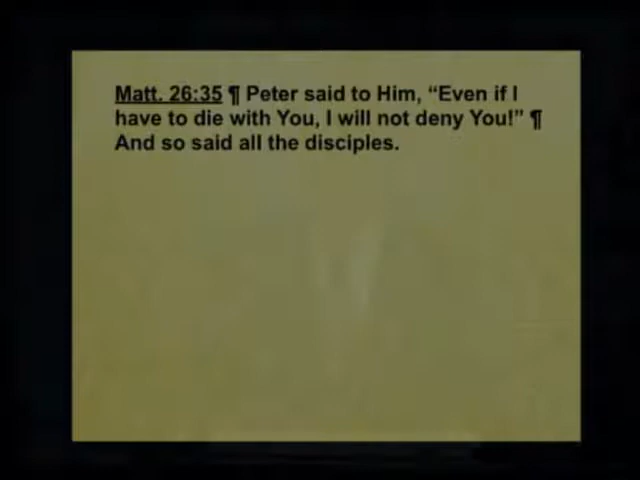 Matt. 26:35 ¶ Peter said to Him, “Even if I
have to die with You, I will not deny You!” ¶
And so said all the disciples.